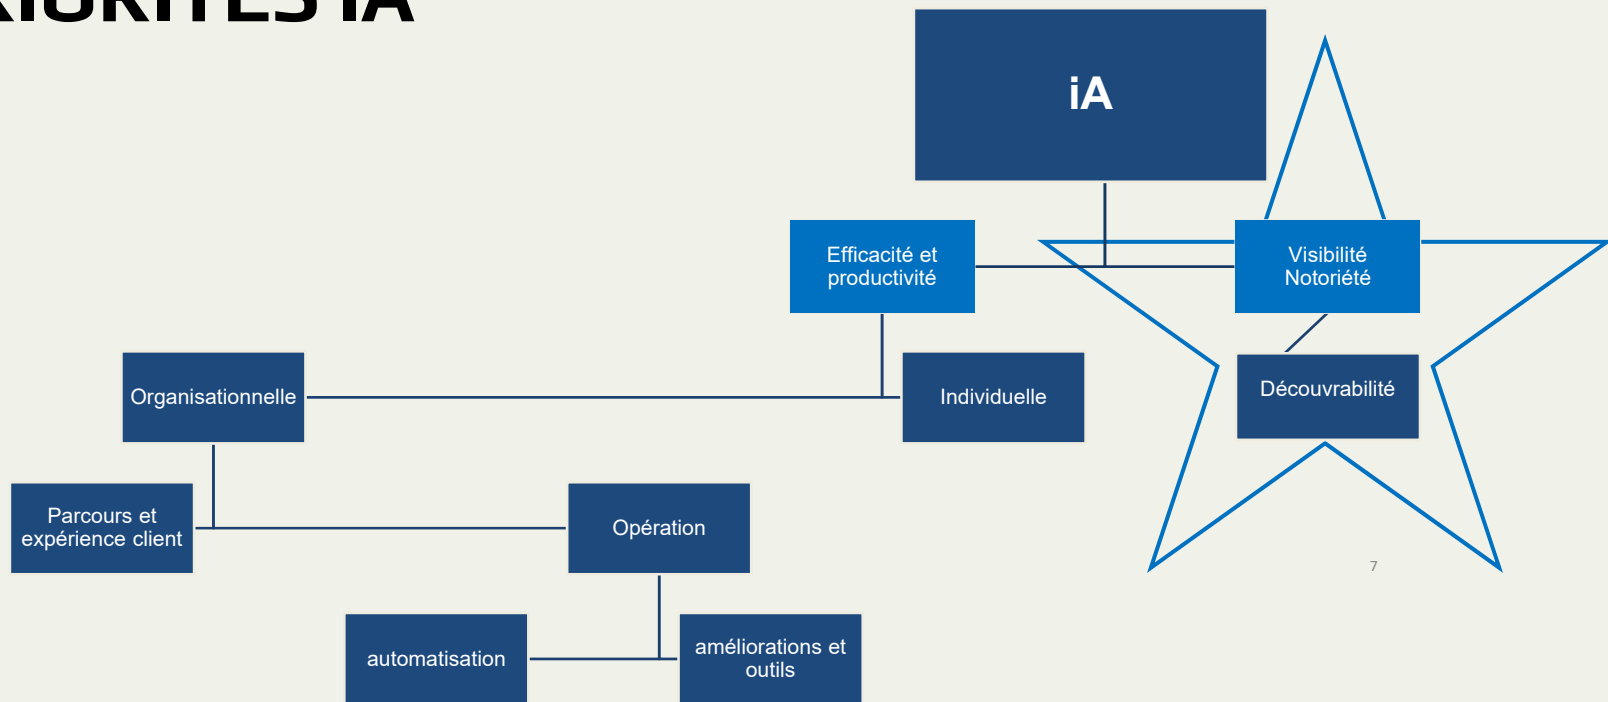 iA
Efficacité et
productivité
Visibilité
Notoriété
Organisationnelle
Individuelle
Découvrabilité
Parcours et
expérience client
Opération
7
automatisation
améliorations et
outils